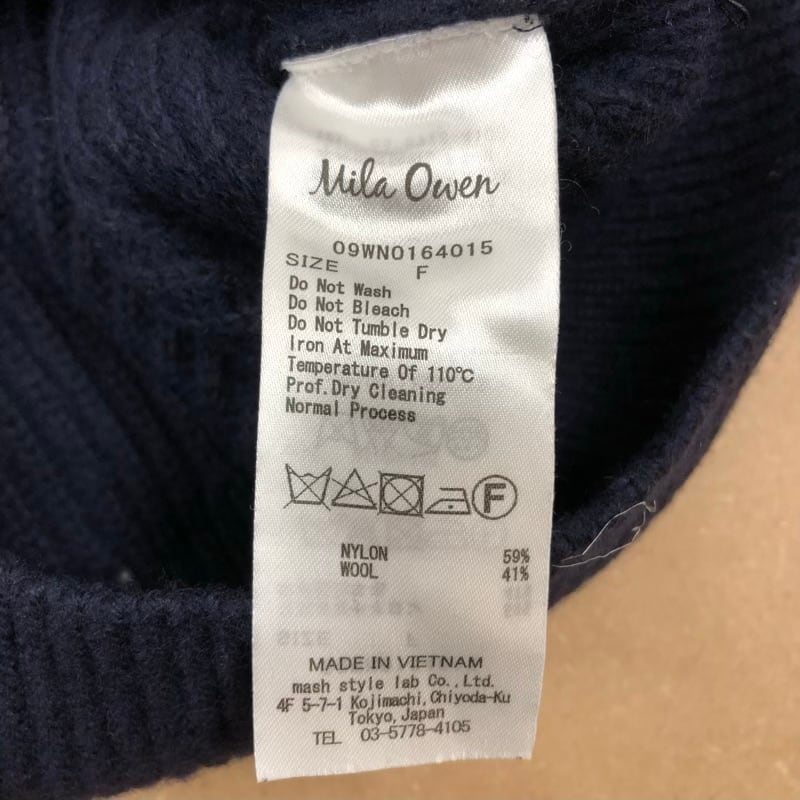 Mila Owen
09WN0164015
SIZE F
Do Not Wash
Do Not Bleach
Do Not Tumble Dry
Iron At Maximum
Temperature Of 110℃
Prof.Dry Cleaning
Normal Process
F
NYLON 59%
WOOL 41%
MADE IN VIETNAM
mash style lab Co.,Ltd.
4F 5-7-1 Kojimachi,Chiyoda-Ku
Tokyo,Japan
TEL 03-5778-4105